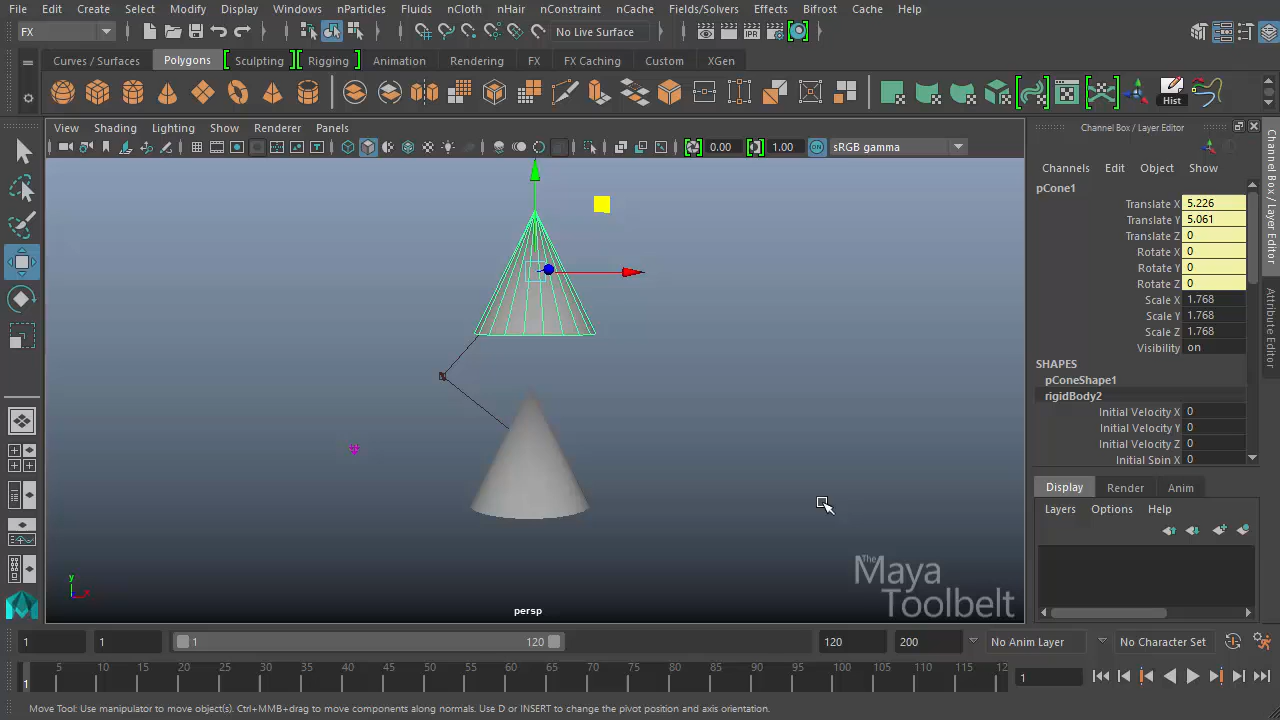 File Edit Create Select Modify Display Windows nParticles Fluids nCloth nHair nConstraint nCache Fields/Solvers Effects Bifrost Cache Help
FX No Live Surface IPR
Curves / Surfaces Polygons Sculpting Rigging Animation Rendering FX FX Caching Custom XGen
Hist
View Shading Lighting Show Renderer Panels
0.00 1.00 ON sRGB gamma
Channel Box / Layer Editor
Channels Edit Object Show
pCone1
Translate X 5.226
Translate Y 5.061
Translate Z 0
Rotate X 0
Rotate Y 0
Rotate Z 0
Scale X 1.768
Scale Y 1.768
Scale Z 1.768
Visibility on
SHAPES
pConeShape1
rigidBody2
Initial Velocity X 0
Initial Velocity Y 0
Initial Velocity Z 0
Initial Spin X 0
Channel Box / Layer Editor
Attribute Editor
Display Render Anim
Layers Options Help
y
persp
The
Maya
Toolbelt
1 1 1 120 120 200 No Anim Layer No Character Set
1 5 10 15 20 25 30 35 40 45 50 55 60 65 70 75 80 85 90 95 100 105 110 115 12 1
Move Tool: Use manipulator to move object(s). Ctrl+MMB+drag to move components along normals. Use D or INSERT to change the pivot position and axis orientation.